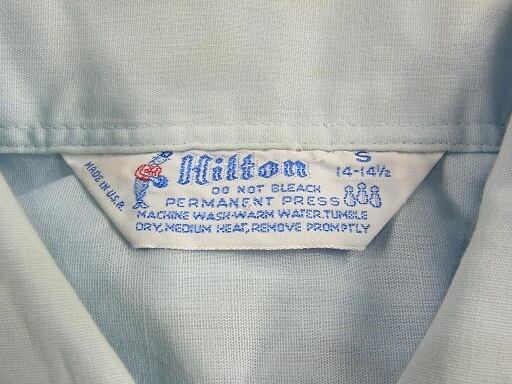 MADE IN U.S.A.
Hilton
S
14-14½
DO NOT BLEACH
PERMANENT PRESS
MACHINE WASH-WARM WATER, TUMBLE
DRY, MEDIUM HEAT, REMOVE PROMPTLY